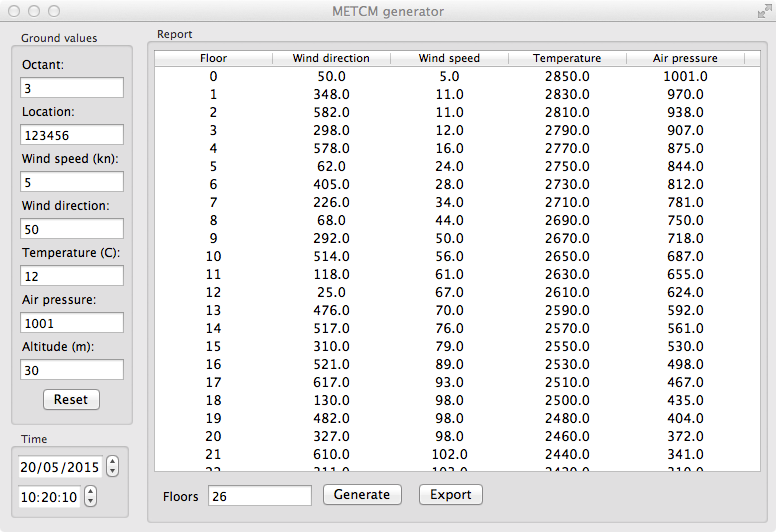 METCM generator
Ground values
Octant:
3
Location:
123456
Wind speed (kn):
5
Wind direction:
50
Temperature (C):
12
Air pressure:
1001
Altitude (m):
30
Reset
Time
20/05/2015
10:20:10
Report
Floor Wind direction Wind speed Temperature Air pressure
0 50.0 5.0 2850.0 1001.0
1 348.0 11.0 2830.0 970.0
2 582.0 11.0 2810.0 938.0
3 298.0 12.0 2790.0 907.0
4 578.0 16.0 2770.0 875.0
5 62.0 24.0 2750.0 844.0
6 405.0 28.0 2730.0 812.0
7 226.0 34.0 2710.0 781.0
8 68.0 44.0 2690.0 750.0
9 292.0 50.0 2670.0 718.0
10 514.0 56.0 2650.0 687.0
11 118.0 61.0 2630.0 655.0
12 25.0 67.0 2610.0 624.0
13 476.0 70.0 2590.0 592.0
14 517.0 76.0 2570.0 561.0
15 310.0 79.0 2550.0 530.0
16 521.0 89.0 2530.0 498.0
17 617.0 93.0 2510.0 467.0
18 130.0 98.0 2500.0 435.0
19 482.0 98.0 2480.0 404.0
20 327.0 98.0 2460.0 372.0
21 610.0 102.0 2440.0 341.0
Floors 26 Generate Export